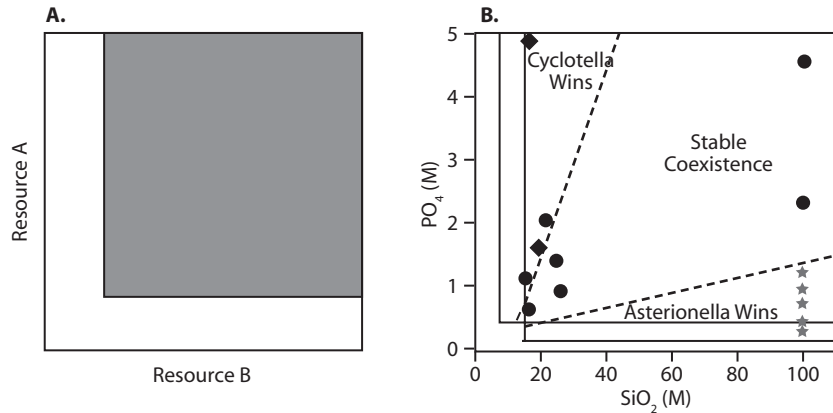 A.
Resource A
Resource B
B.
5
4
3
2
1
0
PO4 (M)
Cyclotella
Wins
Stable
Coexistence
Asterionella Wins
0 20 40 60 80 100
SiO2 (M)